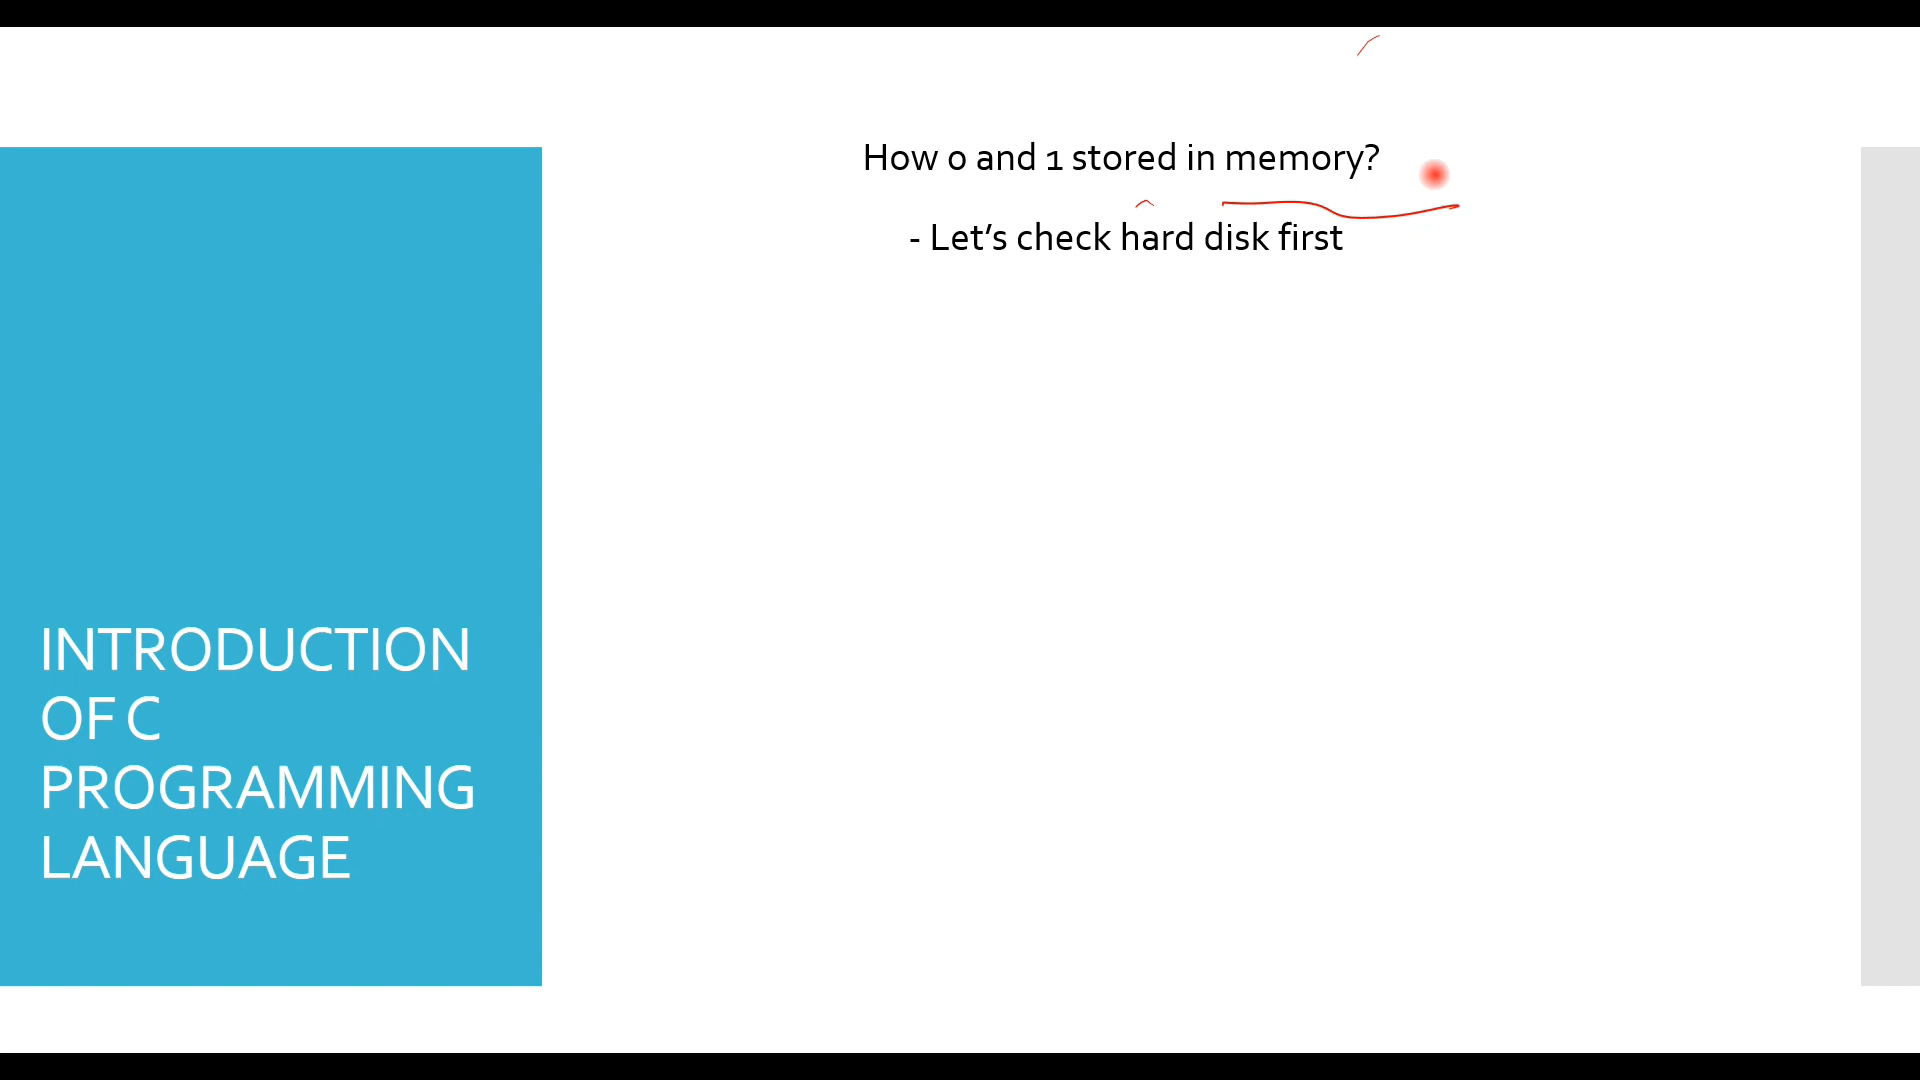 How 0 and 1 stored in memory?
- Let’s check hard disk first
INTRODUCTION
OF C
PROGRAMMING
LANGUAGE